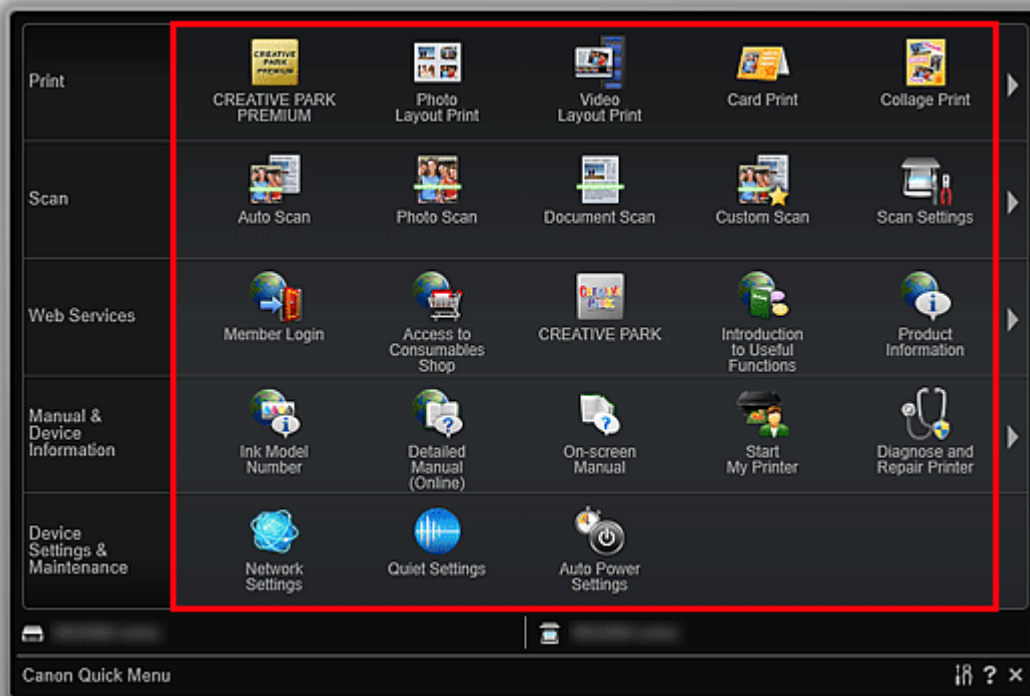 Print
CREATIVE
PARK
PREMIUM
CREATIVE PARK
PREMIUM
Photo
Layout Print
Video
Layout Print
Card Print
Collage Print
Scan
Auto Scan
Photo Scan
Document Scan
Custom Scan
Scan Settings
Web Services
Member Login
Access to
Consumables
Shop
CREATIVE PARK
Introduction
to Useful
Functions
Product
Information
Manual &
Device
Information
Ink Model
Number
Detailed
Manual
(Online)
On-screen
Manual
Start
My Printer
Diagnose and
Repair Printer
Device
Settings &
Maintenance
Network
Settings
Quiet Settings
Auto Power
Settings
Canon Quick Menu
?